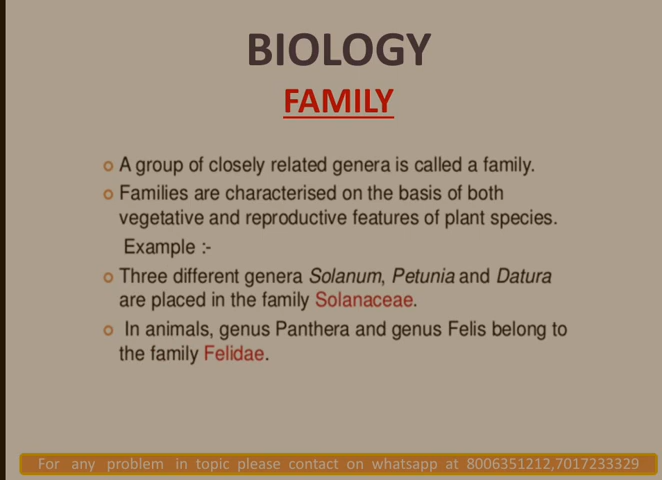 BIOLOGY
FAMILY
A group of closely related genera is called a family.
Families are characterised on the basis of both
vegetative and reproductive features of plant species.
Example :-
Three different genera Solanum, Petunia and Datura
are placed in the family Solanaceae.
In animals, genus Panthera and genus Felis belong to
the family Felidae.
For any problem in topic please contact on whatsapp at 8006351212,7017233329